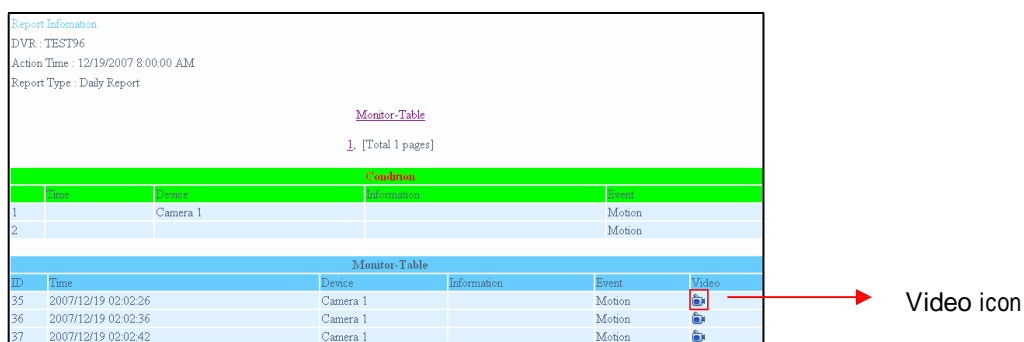 Report Infomation
DVR : TEST96
Action Time : 12/19/2007 8:00:00 AM
Report Type : Daily Report
Monitor-Table
1. [Total 1 pages]
Condition
Time Device Information Event
1 Camera 1 Motion
2 Motion
Monitor-Table
ID Time Device Information Event Video
35 2007/12/19 02:02:26 Camera 1 Motion
36 2007/12/19 02:02:36 Camera 1 Motion
37 2007/12/19 02:02:42 Camera 1 Motion
Video icon